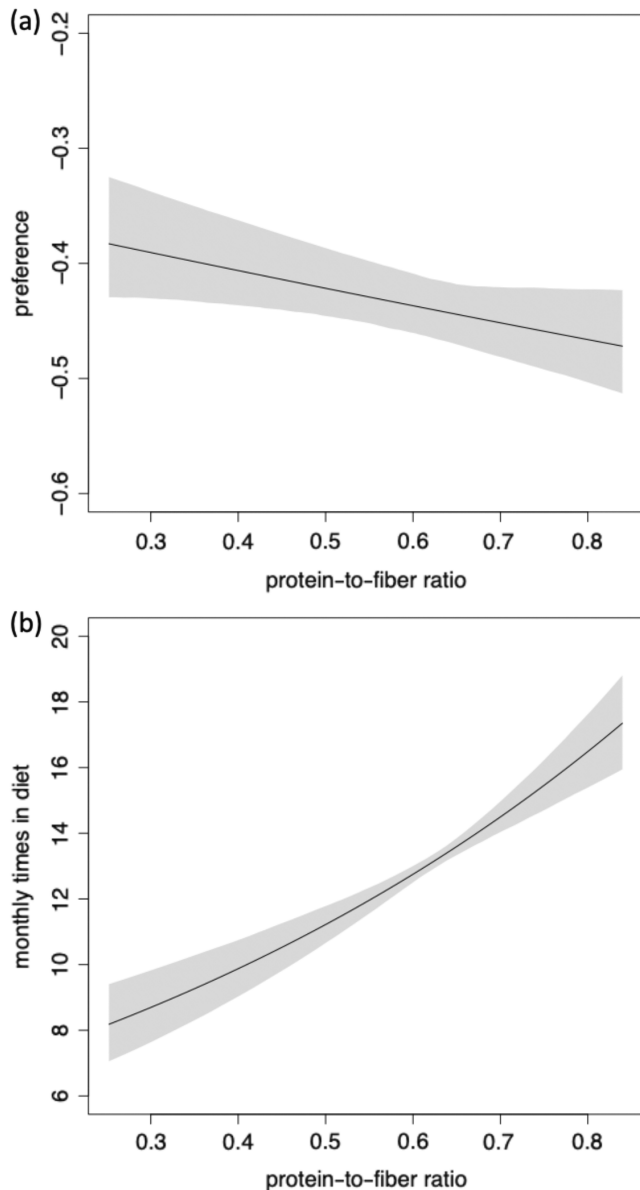 (a)
−0.2
−0.3
−0.4
−0.5
−0.6
preference
0.3 0.4 0.5 0.6 0.7 0.8
protein−to−fiber ratio
(b)
20
18
16
14
12
10
8
6
monthly times in diet
0.3 0.4 0.5 0.6 0.7 0.8
protein−to−fiber ratio